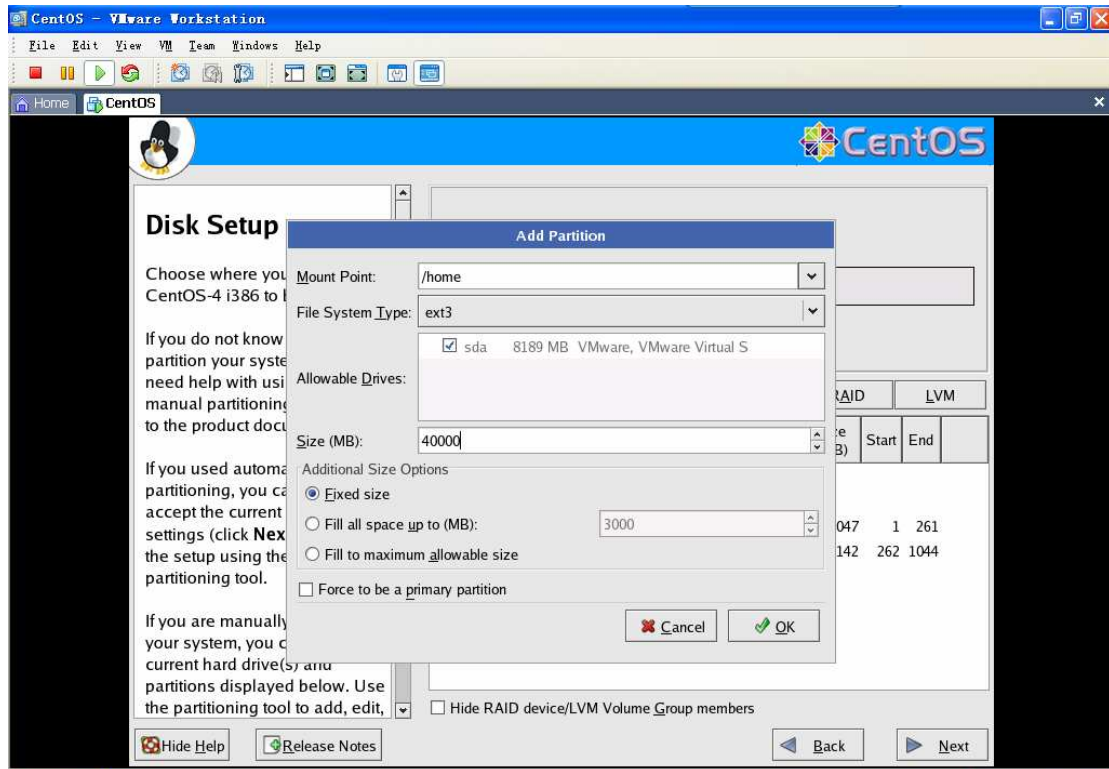 CentOS - VMware Workstation
File Edit View VM Team Windows Help
Home CentOS
CentOS
Disk Setup
Choose where you
CentOS-4 i386 to
If you do not know
partition your syste
need help with usi
manual partitioning
to the product docu
If you used automa
partitioning, you ca
accept the current
settings (click Nex
the setup using the
partitioning tool.
If you are manually
your system, you c
current hard drive(s) and
partitions displayed below. Use
the partitioning tool to add, edit,
Add Partition
Mount Point: /home
File System Type: ext3
Allowable Drives:
sda 8189 MB VMware, VMware Virtual S
Size (MB): 40000
Additional Size Options
Fixed size
Fill all space up to (MB): 3000
Fill to maximum allowable size
Force to be a primary partition
Cancel OK
RAID LVM
Start End
047 1 261
142 262 1044
Hide RAID device/LVM Volume Group members
Hide Help Release Notes Back Next